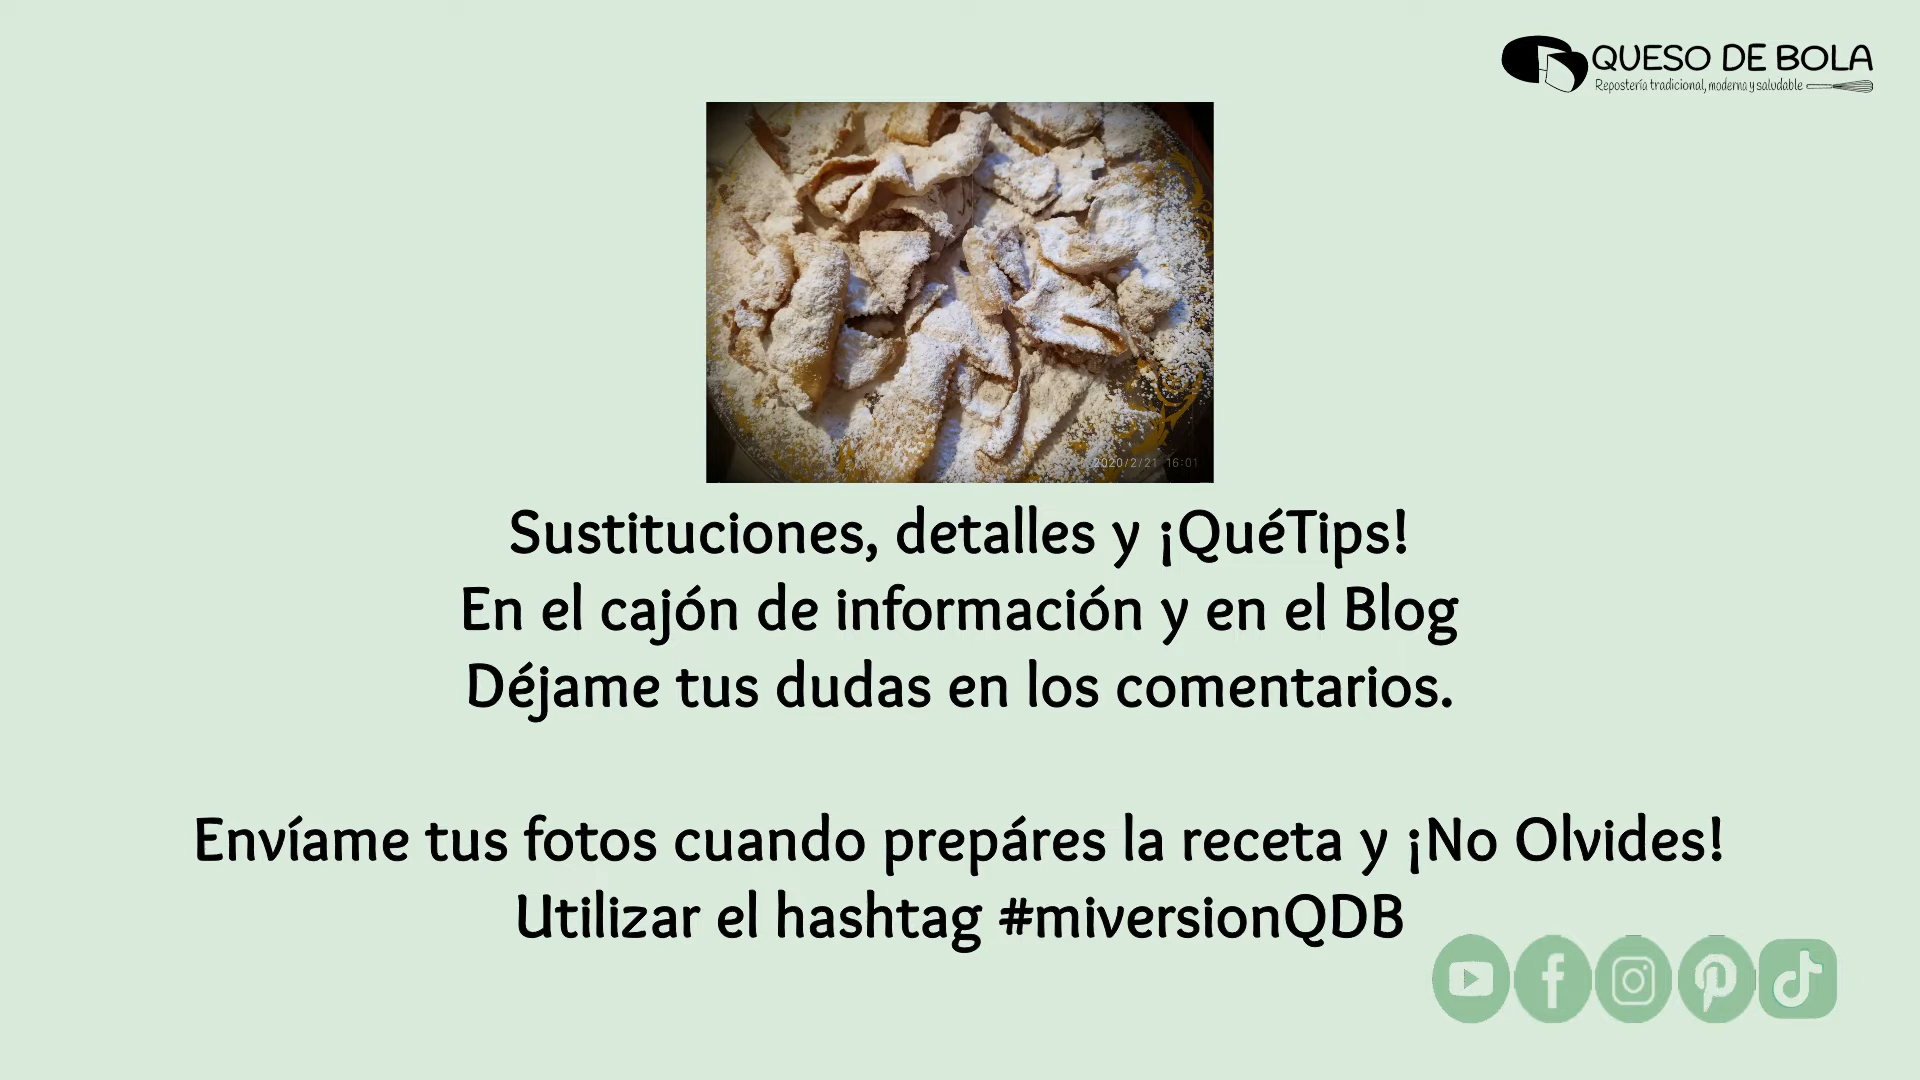 QUESO DE BOLA
Repostería tradicional, moderna y saludable
2020/2/21 16:01
Sustituciones, detalles y ¡QuéTips!
En el cajón de información y en el Blog
Déjame tus dudas en los comentarios.
Envíame tus fotos cuando prepáres la receta y ¡No Olvides!
Utilizar el hashtag #miversionQDB